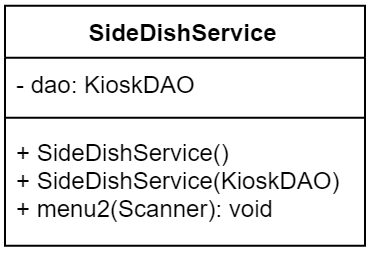 SideDishService
- dao: KioskDAO
+ SideDishService()
+ SideDishService(KioskDAO)
+ menu2(Scanner): void